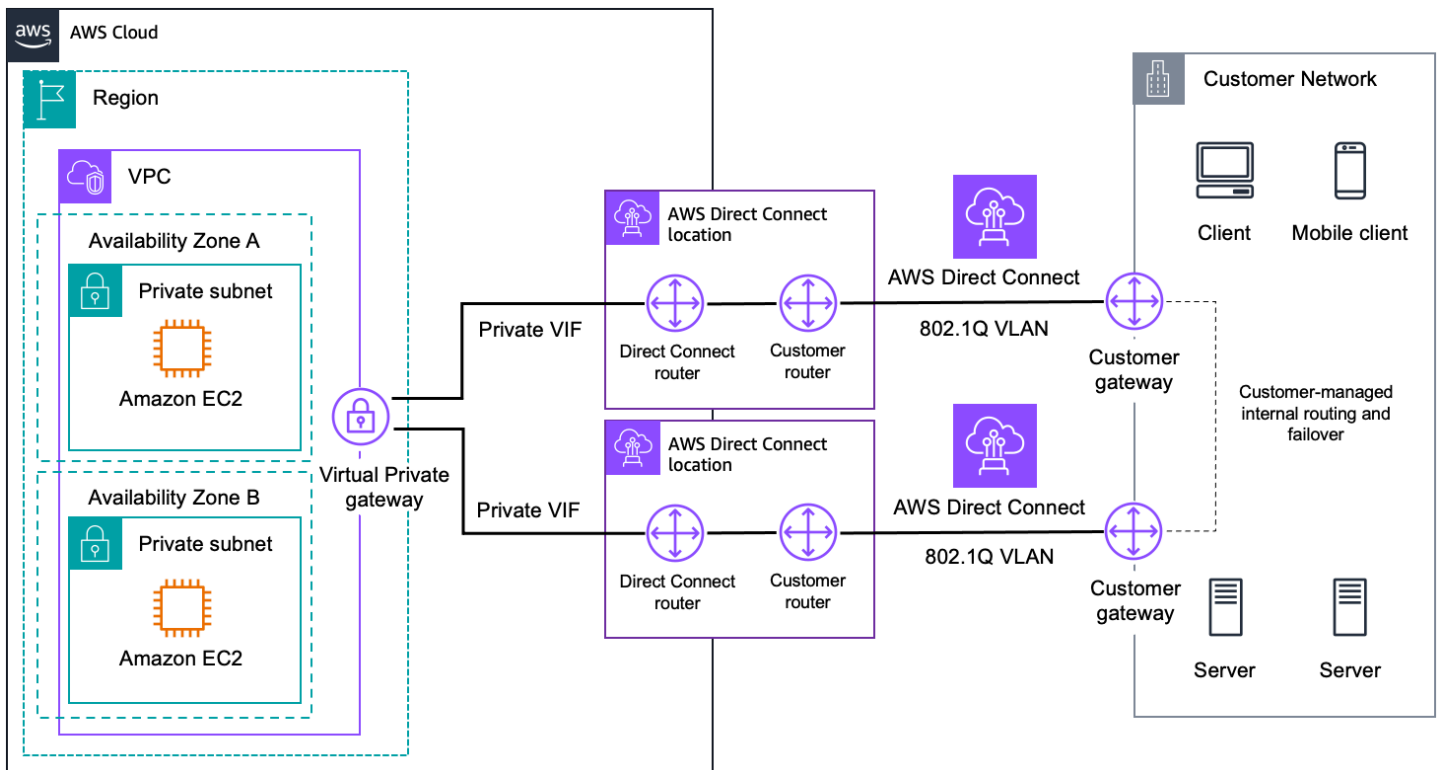 aws
AWS Cloud
Region
VPC
Availability Zone A
Private subnet
Amazon EC2
Availability Zone B
Private subnet
Amazon EC2
Virtual Private
gateway
Private VIF
Private VIF
AWS Direct Connect
location
Direct Connect
router
Customer
router
AWS Direct Connect
location
Direct Connect
router
Customer
router
AWS Direct Connect
802.1Q VLAN
AWS Direct Connect
802.1Q VLAN
Customer
gateway
Customer
gateway
Customer Network
Client
Mobile client
Customer-managed
internal routing and
failover
Server
Server